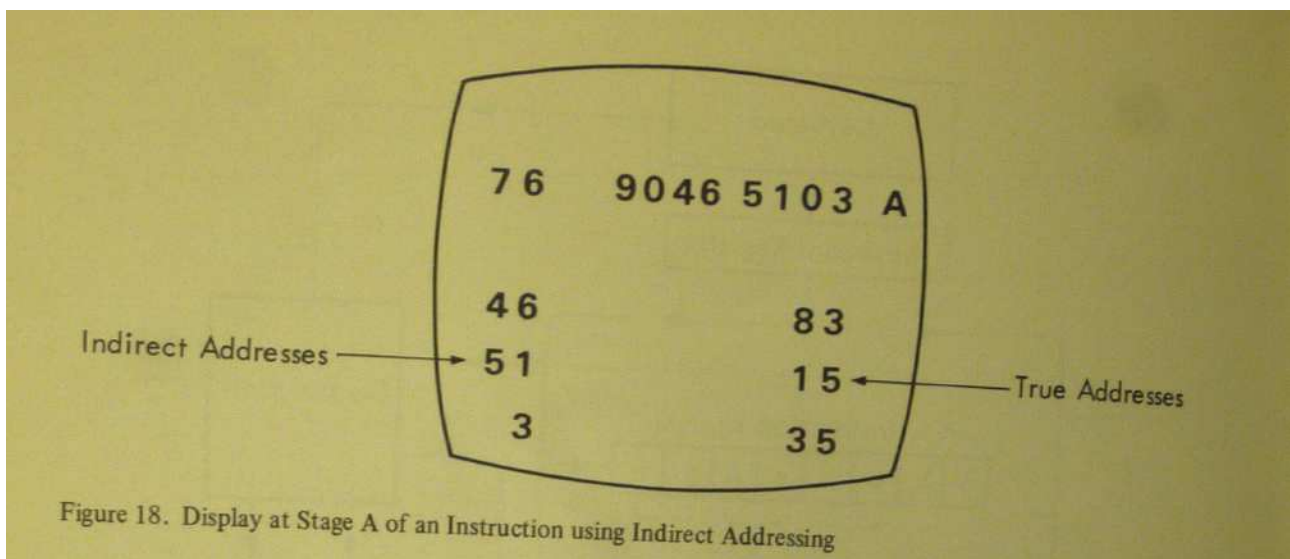 76 9046 5103 A
46 83
Indirect Addresses 51 15 True Addresses
3 35
Figure 18. Display at Stage A of an Instruction using Indirect Addressing